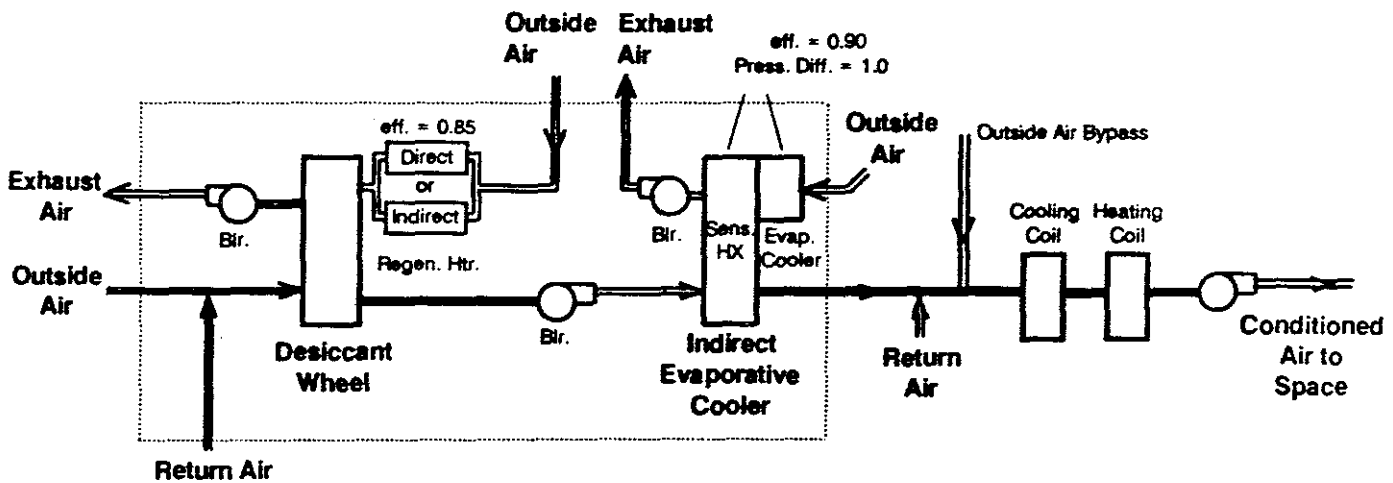 Outside
Air
Exhaust
Air
eff. = 0.90
Press. Diff. = 1.0
eff. = 0.85
Direct
or
Indirect
Outside
Air
Outside Air Bypass
Exhaust
Air
Blr.
Regen. Htr.
Blr.
Sens.
HX
Evap.
Cooler
Cooling
Coil
Heating
Coil
Outside
Air
Blr.
Desiccant
Wheel
Indirect
Evaporative
Cooler
Return
Air
Conditioned
Air to
Space
Return Air